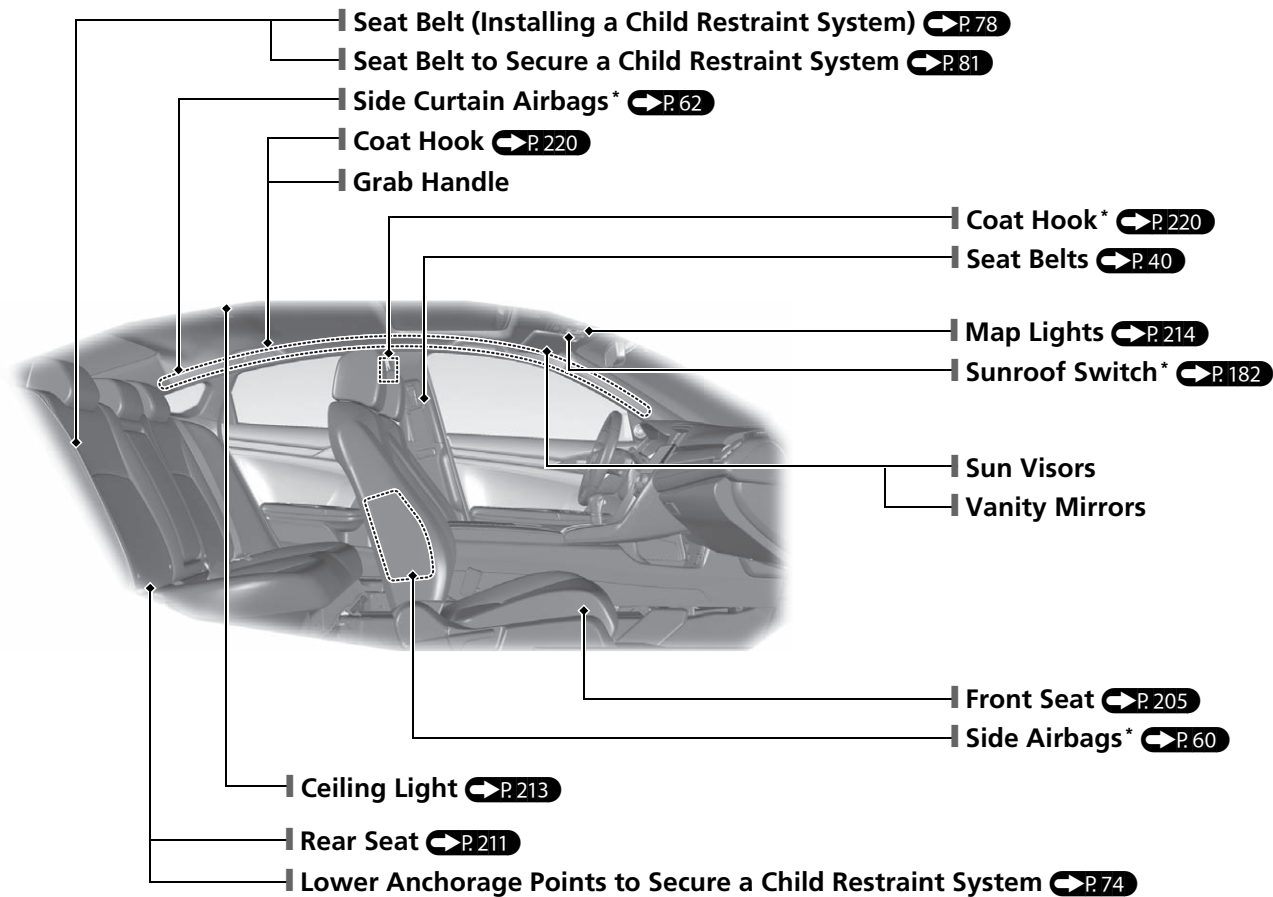 Seat Belt (Installing a Child Restraint System) P. 78
Seat Belt to Secure a Child Restraint System P. 81
Side Curtain Airbags* P. 62
Coat Hook P. 220
Grab Handle
Coat Hook* P. 220
Seat Belts P. 40
Map Lights P. 214
Sunroof Switch* P. 182
Sun Visors
Vanity Mirrors
Front Seat P. 205
Side Airbags* P. 60
Ceiling Light P. 213
Rear Seat P. 211
Lower Anchorage Points to Secure a Child Restraint System P. 74